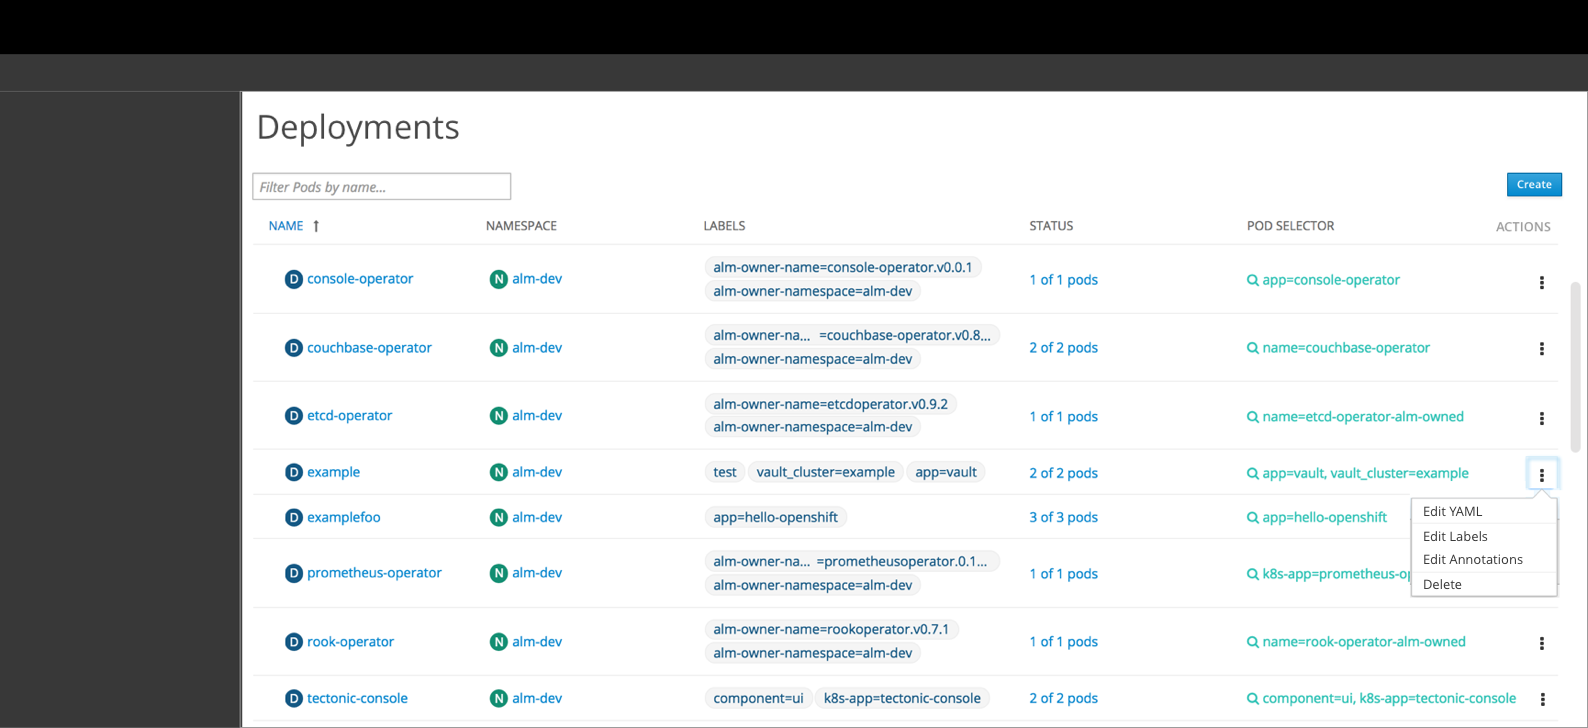 Deployments
Filter Pods by name...
Create
NAME ↑ NAMESPACE LABELS STATUS POD SELECTOR ACTIONS
D console-operator N alm-dev alm-owner-name=console-operator.v0.0.1 1 of 1 pods app=console-operator
alm-owner-namespace=alm-dev
D couchbase-operator N alm-dev alm-owner-na... =couchbase-operator.v0.8... 2 of 2 pods name=couchbase-operator
alm-owner-namespace=alm-dev
D etcd-operator N alm-dev alm-owner-name=etcdoperator.v0.9.2 1 of 1 pods name=etcd-operator-alm-owned
alm-owner-namespace=alm-dev
D example N alm-dev test vault_cluster=example app=vault 2 of 2 pods app=vault, vault_cluster=example
D examplefoo N alm-dev app=hello-openshift 3 of 3 pods app=hello-openshift
D prometheus-operator N alm-dev alm-owner-na... =prometheusoperator.0.1... 1 of 1 pods k8s-app=prometheus-op
alm-owner-namespace=alm-dev
Edit YAML
Edit Labels
Edit Annotations
Delete
D rook-operator N alm-dev alm-owner-name=rookoperator.v0.7.1 1 of 1 pods name=rook-operator-alm-owned
alm-owner-namespace=alm-dev
D tectonic-console N alm-dev component=ui k8s-app=tectonic-console 2 of 2 pods component=ui, k8s-app=tectonic-console